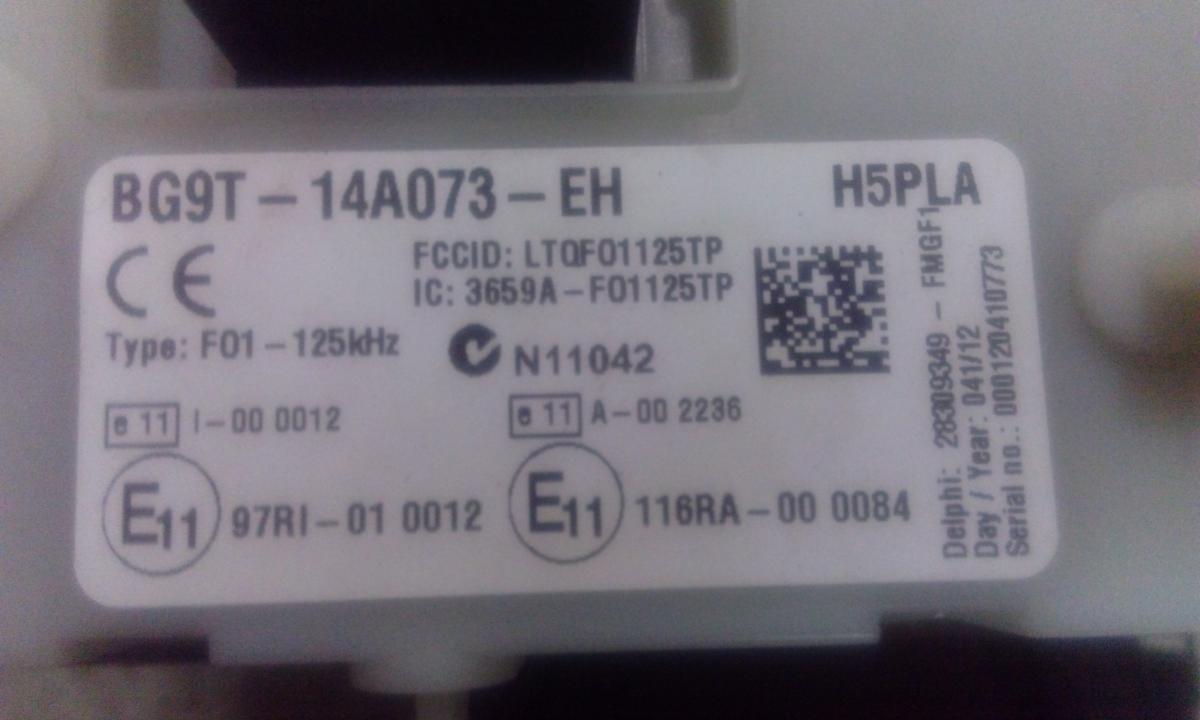 BG9T - 14A073 - EH
H5PLA
CE
FCCID: LTQFO1125TP
IC: 3659A - FO1125TP
Type: FO1 - 125kHz
N11042
e 11 I - 00 0012
e 11 A - 00 2236
E11 97RI - 01 0012
E11 116RA - 00 0084
Delphi: 28309349 - FMGF1
Day / Year: 041/12
Serial no.: 000120410773